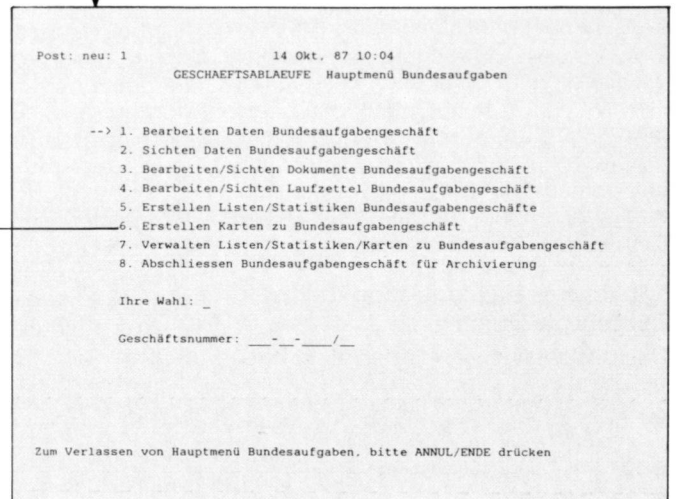 Post: neu: 1 14 Okt. 87 10:04
GESCHAEFTSABLAEUFE Hauptmenü Bundesaufgaben
--> 1. Bearbeiten Daten Bundesaufgabengeschäft
2. Sichten Daten Bundesaufgabengeschäft
3. Bearbeiten/Sichten Dokumente Bundesaufgabengeschäft
4. Bearbeiten/Sichten Laufzettel Bundesaufgabengeschäft
5. Erstellen Listen/Statistiken Bundesaufgabengeschäfte
6. Erstellen Karten zu Bundesaufgabengeschäft
7. Verwalten Listen/Statistiken/Karten zu Bundesaufgabengeschäft
8. Abschliessen Bundesaufgabengeschäft für Archivierung
Ihre Wahl: _
Geschäftsnummer: ___-__-____/__
Zum Verlassen von Hauptmenü Bundesaufgaben, bitte ANNUL/ENDE drücken